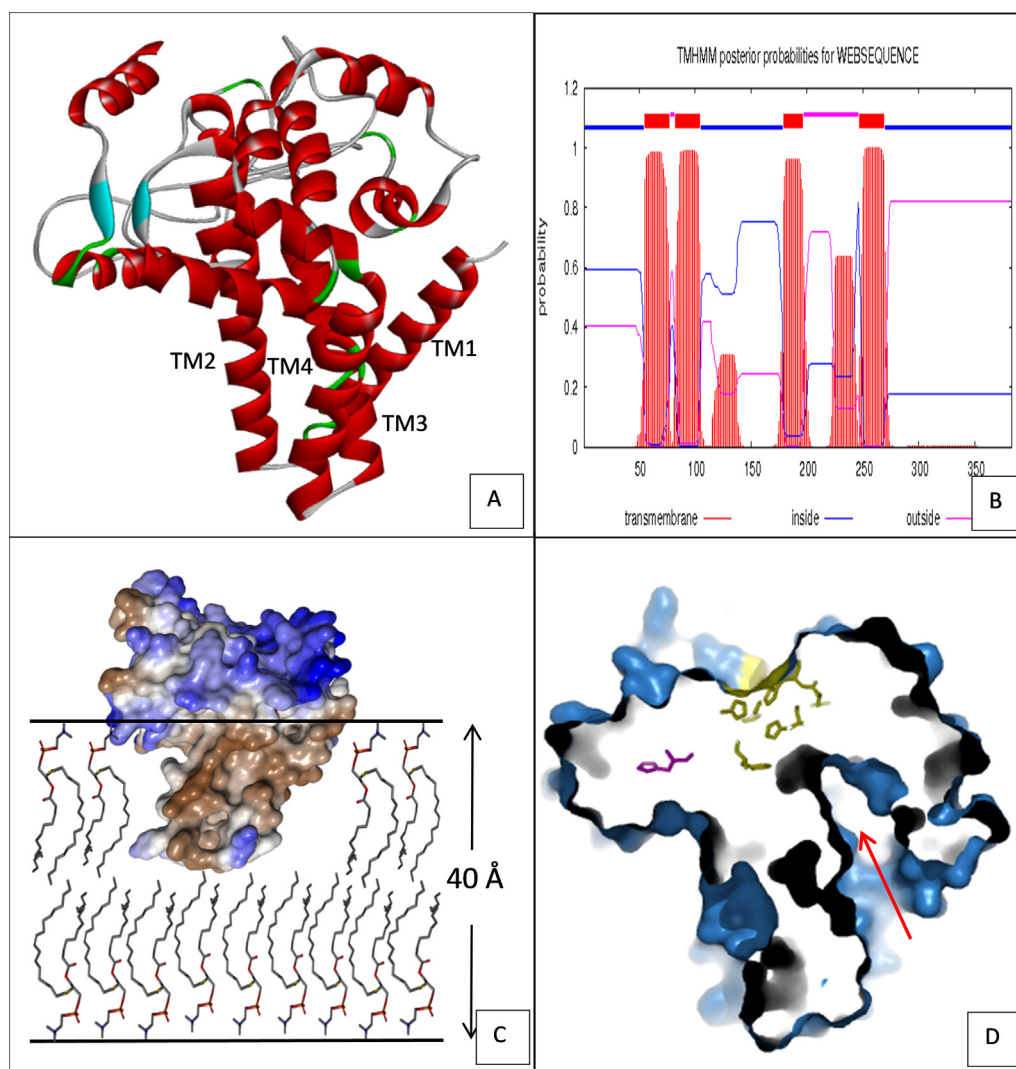 TM2
TM4
TM1
TM3
A
TMHMM posterior probabilities for WEBSEQUENCE
1.2
1
0.8
0.6
0.4
0.2
0
probability
50 100 150 200 250 300 350
transmembrane inside outside
B
40 Å
C
D